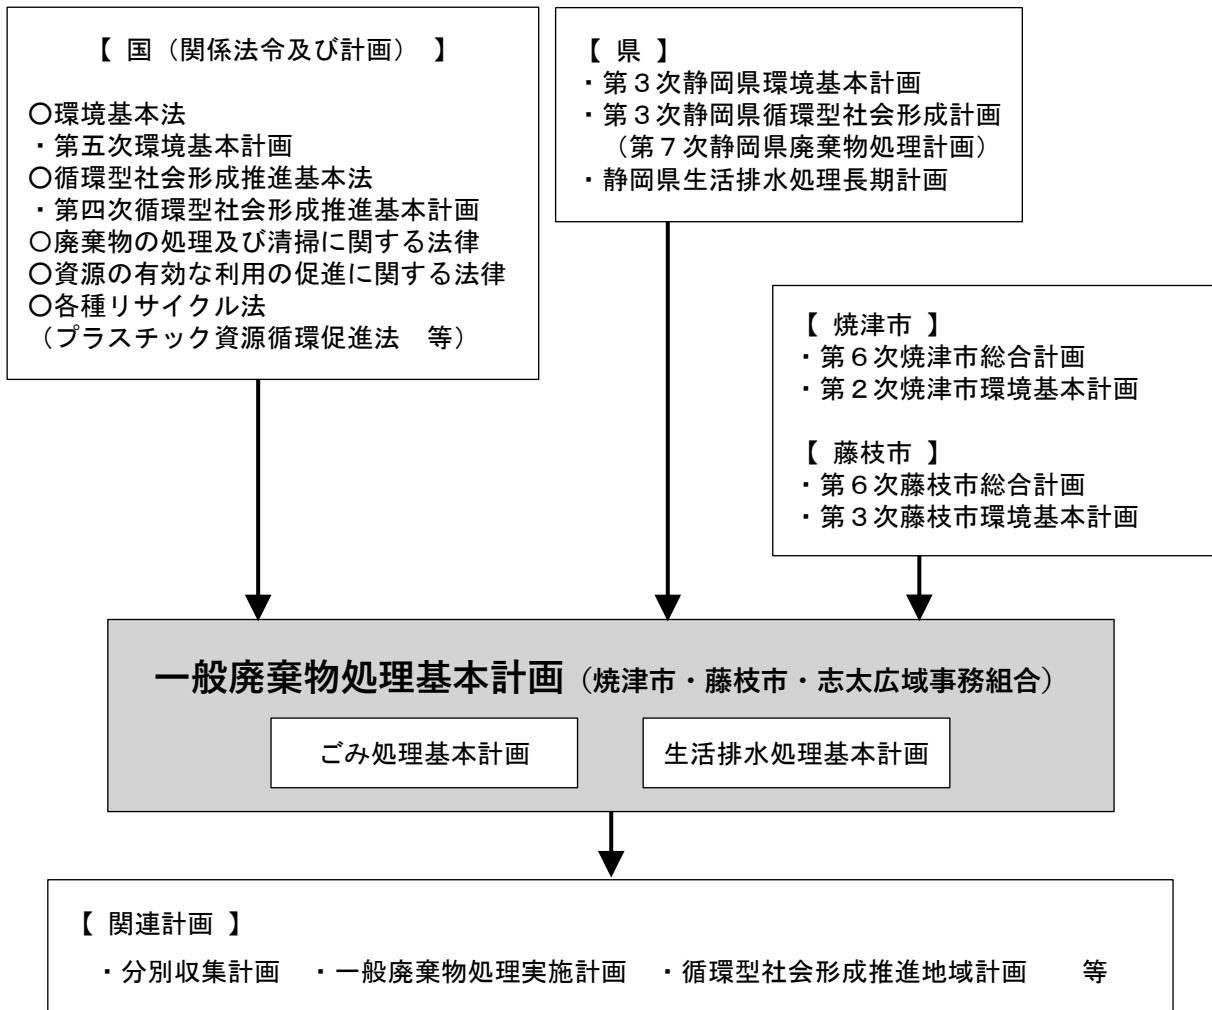 【 国（関係法令及び計画） 】
〇環境基本法
・第五次環境基本計画
〇循環型社会形成推進基本法
・第四次循環型社会形成推進基本計画
〇廃棄物の処理及び清掃に関する法律
〇資源の有効な利用の促進に関する法律
〇各種リサイクル法
（プラスチック資源循環促進法　等）
【 県 】
・第３次静岡県環境基本計画
・第３次静岡県循環型社会形成計画
（第７次静岡県廃棄物処理計画）
・静岡県生活排水処理長期計画
【 焼津市 】
・第６次焼津市総合計画
・第２次焼津市環境基本計画
【 藤枝市 】
・第６次藤枝市総合計画
・第３次藤枝市環境基本計画
一般廃棄物処理基本計画（焼津市・藤枝市・志太広域事務組合）
ごみ処理基本計画
生活排水処理基本計画
【 関連計画 】
・分別収集計画　・一般廃棄物処理実施計画　・循環型社会形成推進地域計画　　等